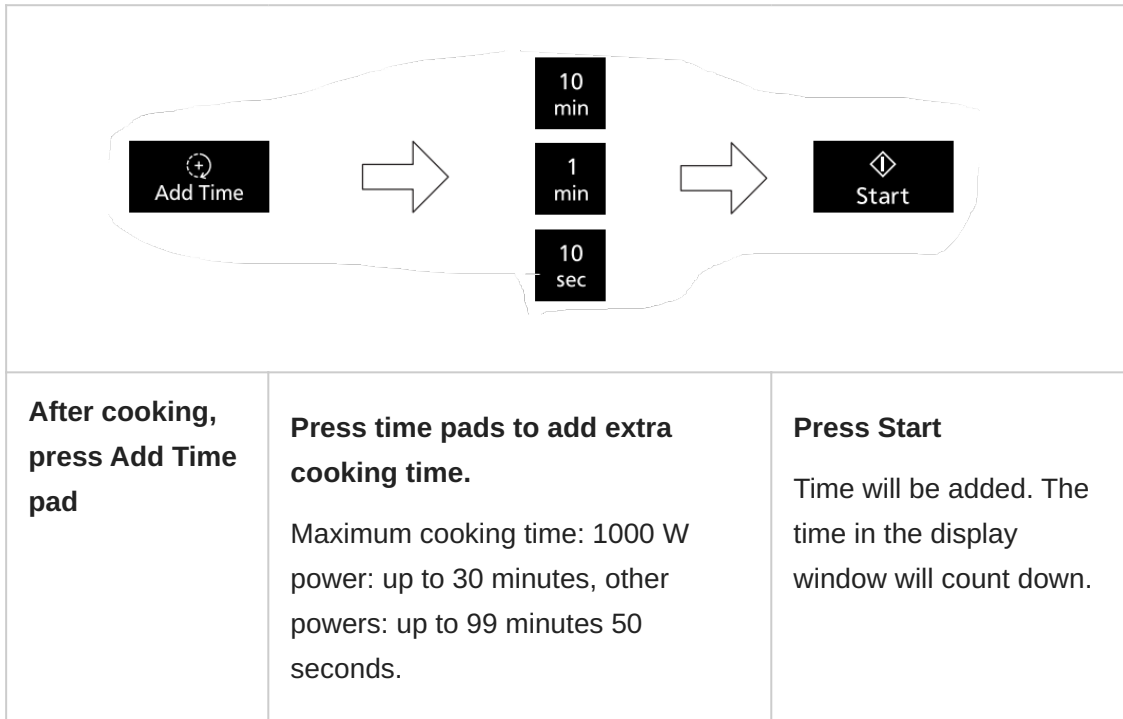 10
min
Add Time
1
min
Start
10
sec
After cooking,
press Add Time
pad
Press time pads to add extra
cooking time.
Maximum cooking time: 1000 W
power: up to 30 minutes, other
powers: up to 99 minutes 50
seconds.
Press Start
Time will be added. The
time in the display
window will count down.